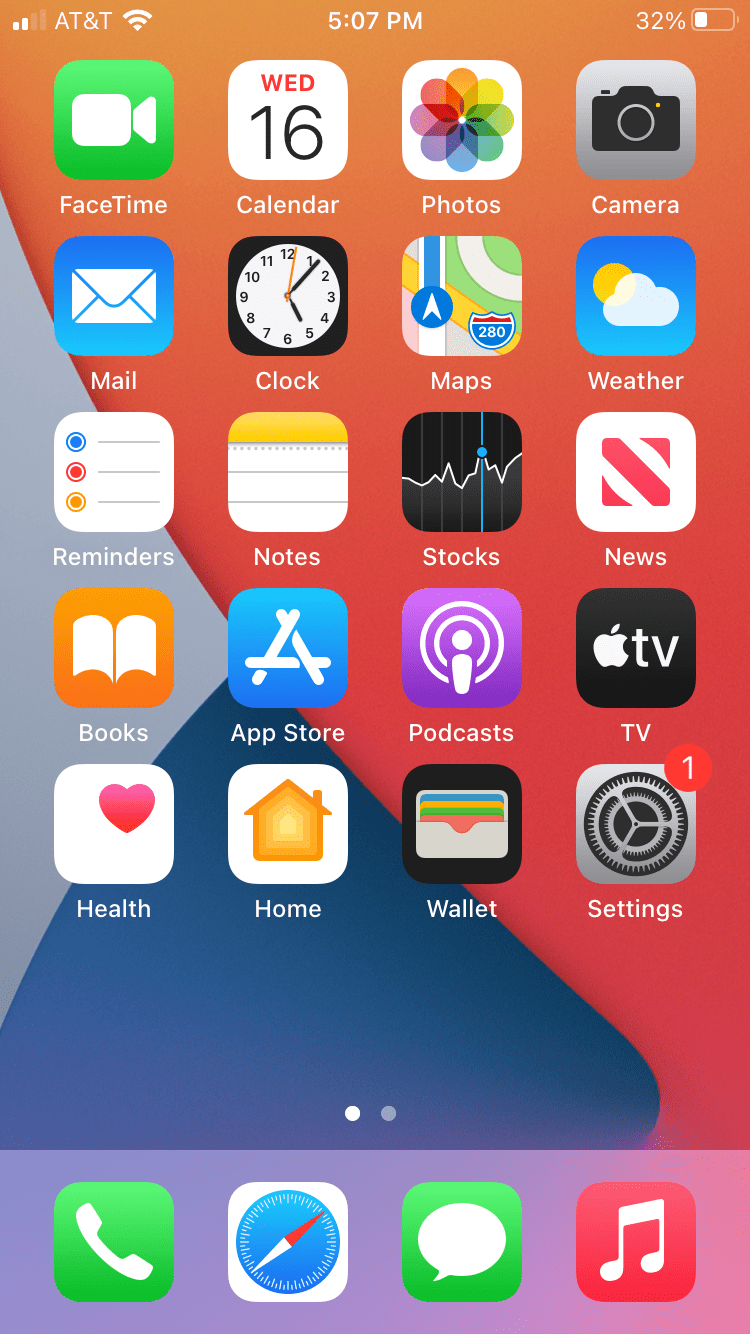 AT&T 5:07 PM 32%
WED
16
FaceTime Calendar Photos Camera
12
11 1
10 2
9 3
8 4
7 5
6
280
Mail Clock Maps Weather
Reminders Notes Stocks News
tv
Books App Store Podcasts TV
1
Health Home Wallet Settings